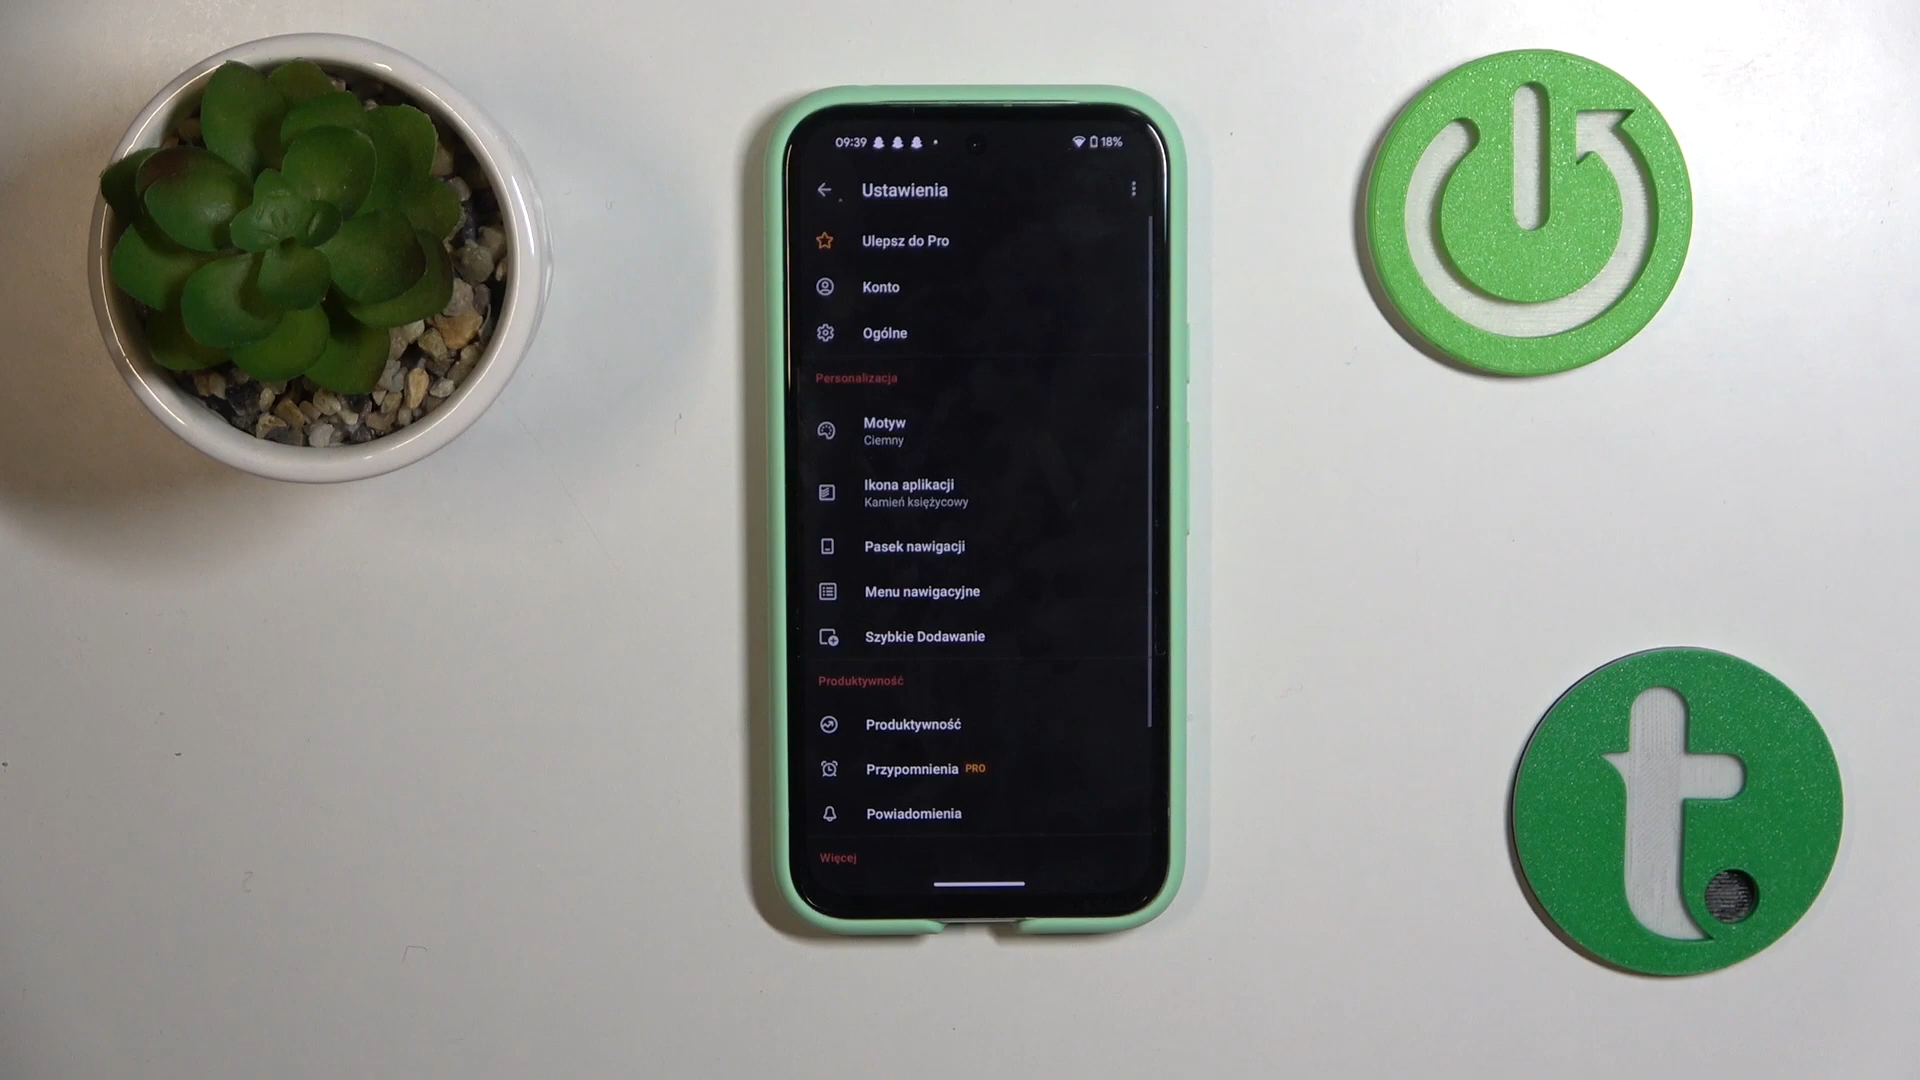 09:39
18%
Ustawienia
Ulepsz do Pro
Konto
Ogólne
Personalizacja
Motyw
Ciemny
Ikona aplikacji
Kamień księżycowy
Pasek nawigacji
Menu nawigacyjne
Szybkie Dodawanie
Produktywność
Produktywność
Przypomnienia PRO
Powiadomienia
Więcej
t